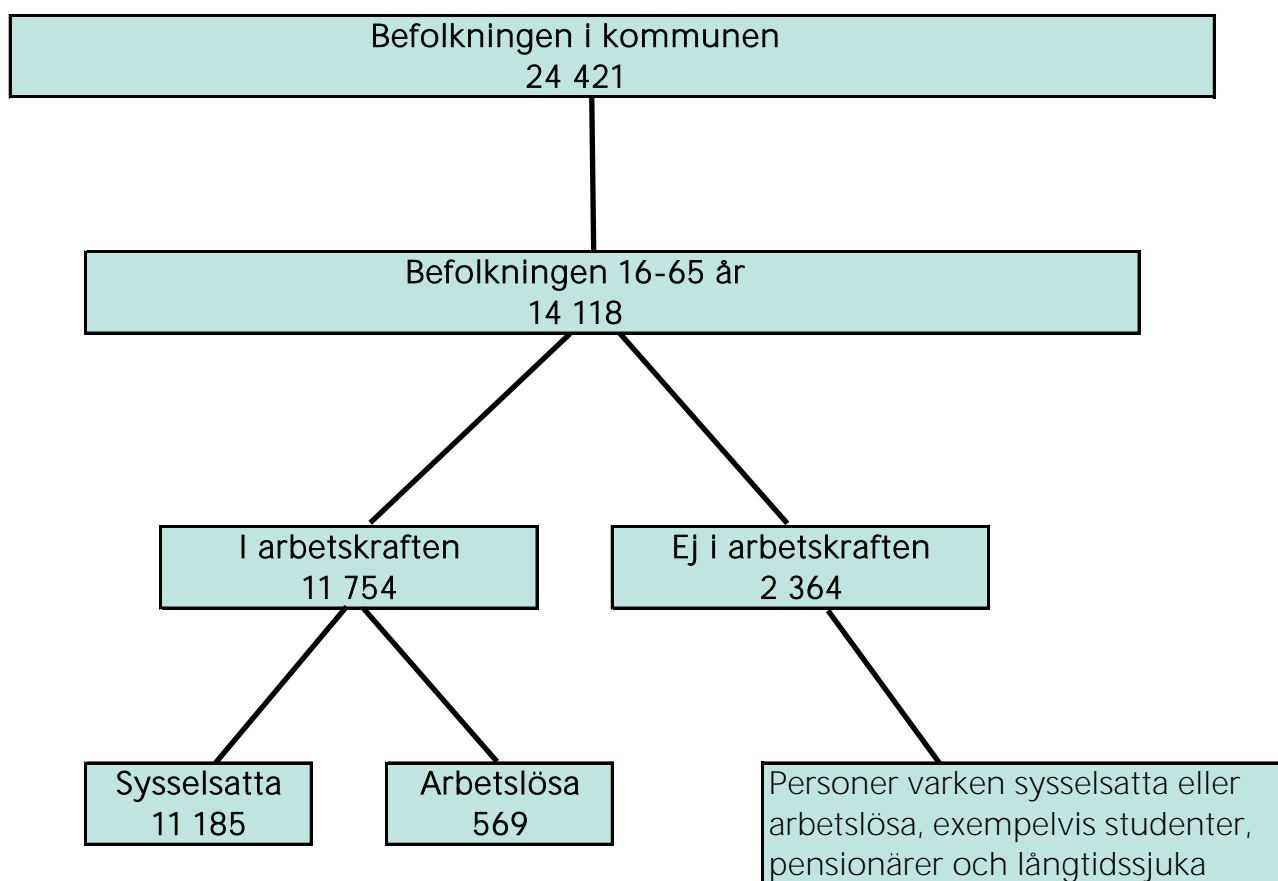 Befolkningen i kommunen
24 421
Befolkningen 16-65 år
14 118
I arbetskraften
11 754
Ej i arbetskraften
2 364
Sysselsatta
11 185
Arbetslösa
569
Personer varken sysselsatta eller
arbetslösa, exempelvis studenter,
pensionärer och långtidssjuka